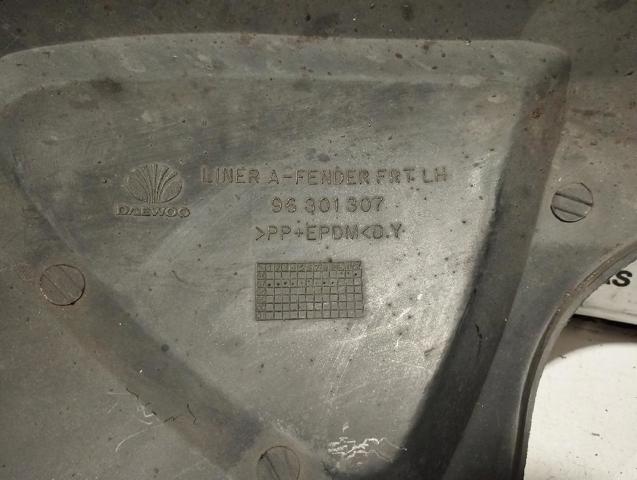 DAEWOO
LINER A-FENDER FRT LH
96 301 307
>PP+EPDM<D.Y